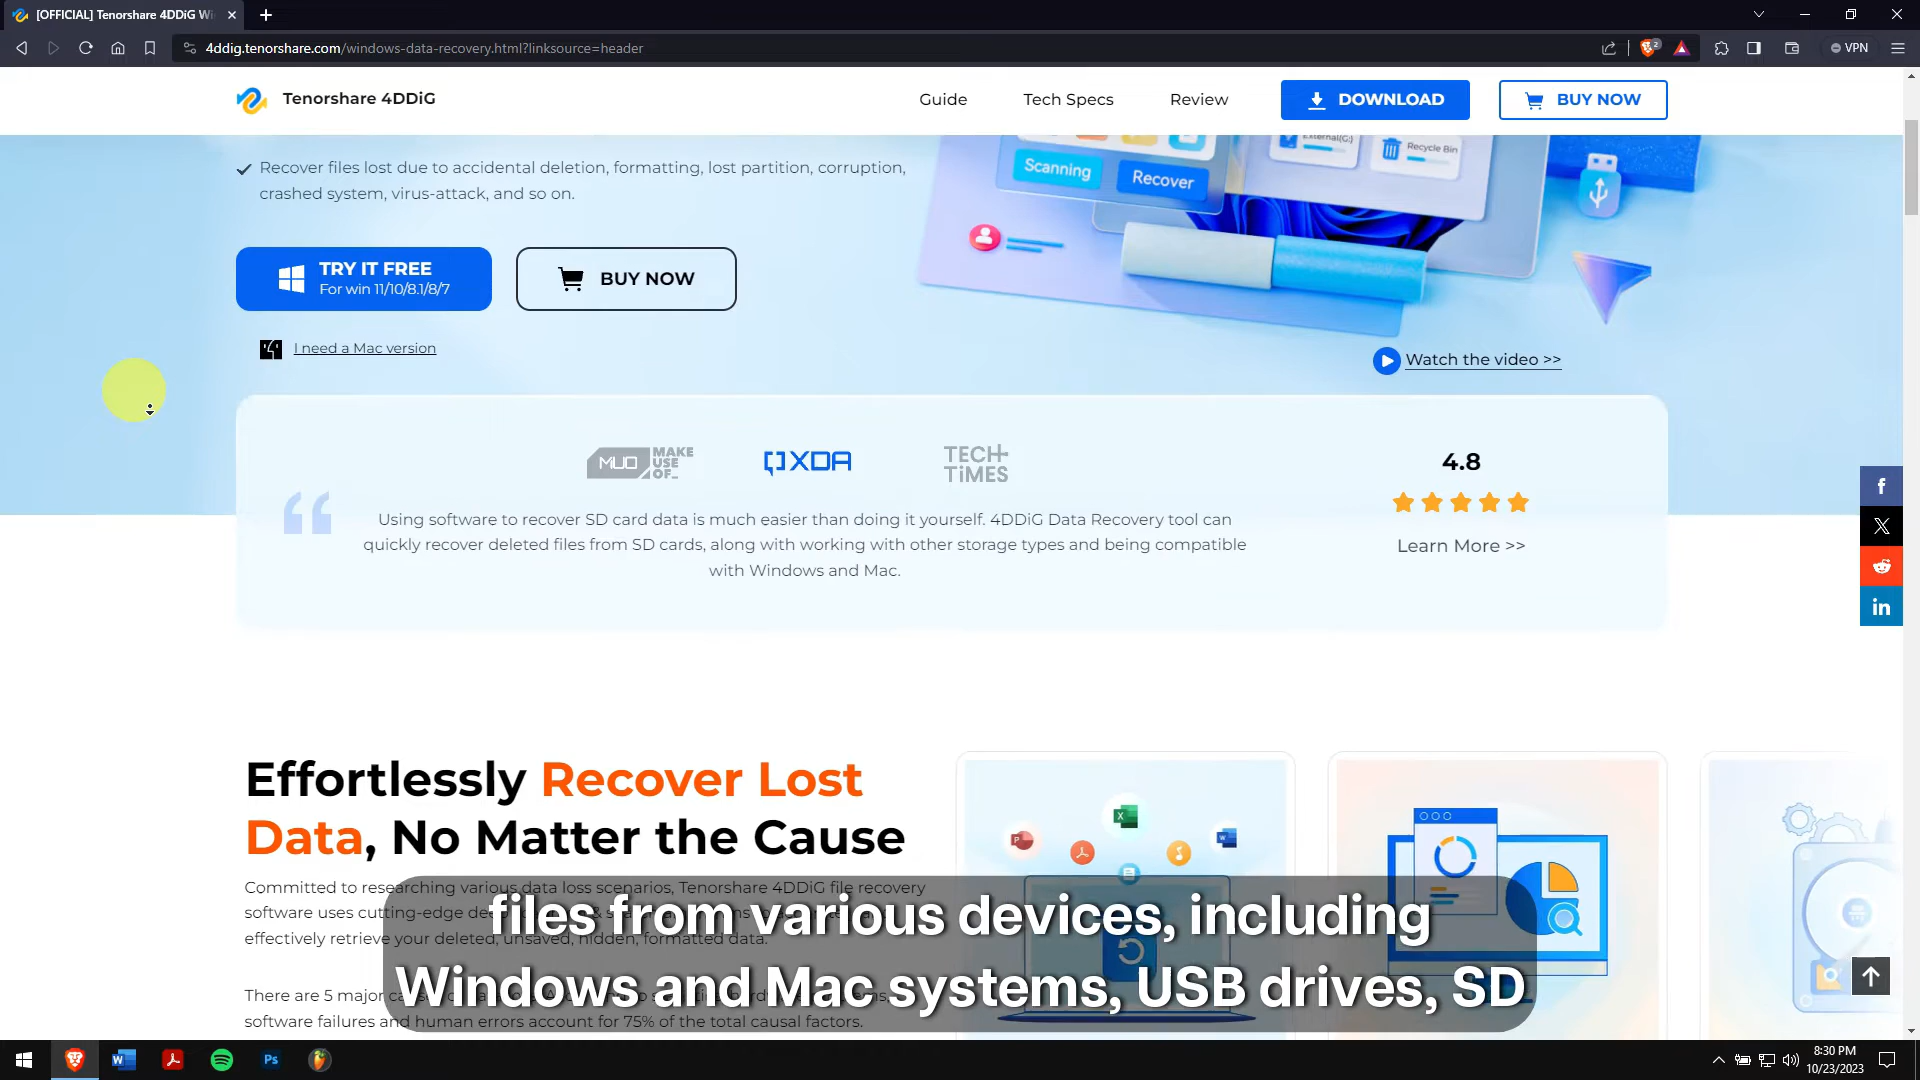 [OFFICIAL] Tenorshare 4DDiG Wi
4ddig.tenorshare.com/windows-data-recovery.html?linksource=header
2
VPN
Tenorshare 4DDiG
Guide
Tech Specs
Review
DOWNLOAD
BUY NOW
Recover files lost due to accidental deletion, formatting, lost partition, corruption,
crashed system, virus-attack, and so on.
External(G:)
Recycle Bin
Scanning
Recover
TRY IT FREE
For win 11/10/8.1/8/7
BUY NOW
I need a Mac version
Watch the video >>
MUO MAKE USE OF_
XDA
TECH TIMES
4.8
Using software to recover SD card data is much easier than doing it yourself. 4DDiG Data Recovery tool can
quickly recover deleted files from SD cards, along with working with other storage types and being compatible
with Windows and Mac.
Learn More >>
Effortlessly Recover Lost
Data, No Matter the Cause
Committed to researching various data loss scenarios, Tenorshare 4DDiG file recovery
software uses cutting-edge
effectively retrieve your deleted, unsaved, hidden, formatted data.
There are 5 major
software failures and human errors account for 75% of the total causal factors.
files from various devices, including
Windows and Mac systems, USB drives, SD
8:30 PM
10/23/2023